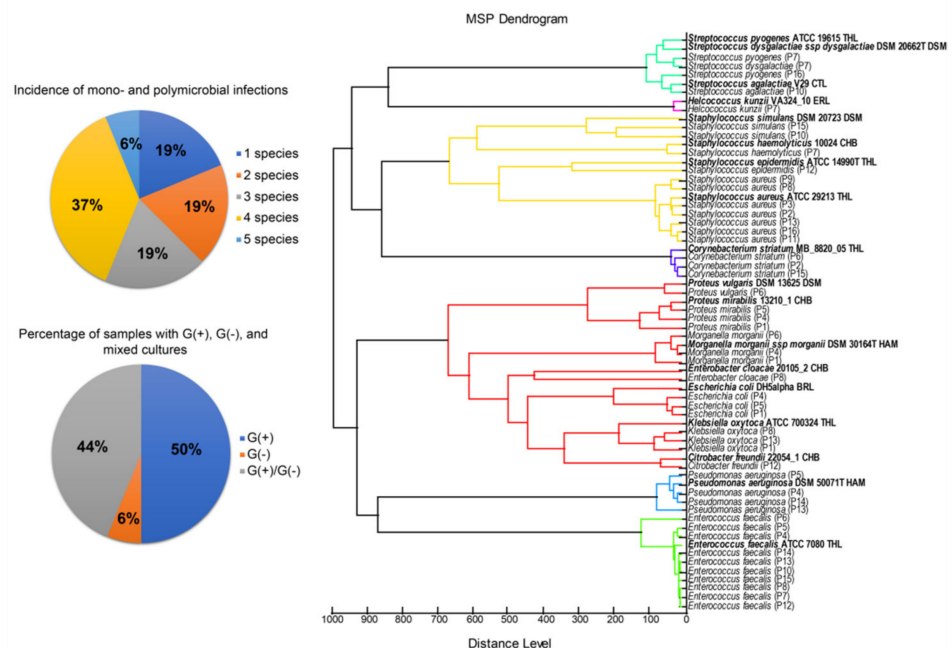 MSP Dendrogram
Incidence of mono- and polymicrobial infections
6%
19%
37%
19%
19%
1 species
2 species
3 species
4 species
5 species
Percentage of samples with G(+), G(-), and
mixed cultures
44%
50%
6%
G(+)
G(-)
G(+)/G(-)
Streptococcus pyogenes ATCC 19615 THL
Streptococcus dysgalactiae ssp dysgalactiae DSM 20662T DSM
Streptococcus pyogenes (P7)
Streptococcus dysgalactiae (P7)
Streptococcus pyogenes (P16)
Streptococcus agalactiae V29 CTL
Streptococcus agalactiae (P10)
Helcococcus kunzii VA324_10 ERL
Helcococcus kunzii (P7)
Staphylococcus simulans DSM 20723 DSM
Staphylococcus simulans (P15)
Staphylococcus simulans (P10)
Staphylococcus haemolyticus 10024 CHB
Staphylococcus haemolyticus (P7)
Staphylococcus epidermidis ATCC 14990T THL
Staphylococcus epidermidis (P12)
Staphylococcus aureus (P9)
Staphylococcus aureus (P8)
Staphylococcus aureus ATCC 29213 THL
Staphylococcus aureus (P3)
Staphylococcus aureus (P2)
Staphylococcus aureus (P13)
Staphylococcus aureus (P16)
Staphylococcus aureus (P11)
Corynebacterium striatum MB_8820_05 THL
Corynebacterium striatum (P6)
Corynebacterium striatum (P2)
Corynebacterium striatum (P15)
Proteus vulgaris DSM 13625 DSM
Proteus vulgaris (P6)
Proteus mirabilis 13210_1 CHB
Proteus mirabilis (P5)
Proteus mirabilis (P4)
Proteus mirabilis (P1)
Morganella morganii (P6)
Morganella morganii ssp morganii DSM 30164T HAM
Morganella morganii (P4)
Morganella morganii (P1)
Enterobacter cloacae 20105_2 CHB
Enterobacter cloacae (P8)
Escherichia coli DH5alpha BRL
Escherichia coli (P4)
Escherichia coli (P5)
Escherichia coli (P1)
Klebsiella oxytoca ATCC 700324 THL
Klebsiella oxytoca (P8)
Klebsiella oxytoca (P13)
Klebsiella oxytoca (P1)
Citrobacter freundii 22054_1 CHB
Citrobacter freundii (P12)
Pseudomonas aeruginosa (P5)
Pseudomonas aeruginosa DSM 50071T HAM
Pseudomonas aeruginosa (P4)
Pseudomonas aeruginosa (P14)
Pseudomonas aeruginosa (P13)
Enterococcus faecalis (P6)
Enterococcus faecalis (P5)
Enterococcus faecalis (P4)
Enterococcus faecalis ATCC 7080 THL
Enterococcus faecalis (P14)
Enterococcus faecalis (P13)
Enterococcus faecalis (P10)
Enterococcus faecalis (P15)
Enterococcus faecalis (P8)
Enterococcus faecalis (P7)
Enterococcus faecalis (P12)
1000 900 800 700 600 500 400 300 200 100 0
Distance Level